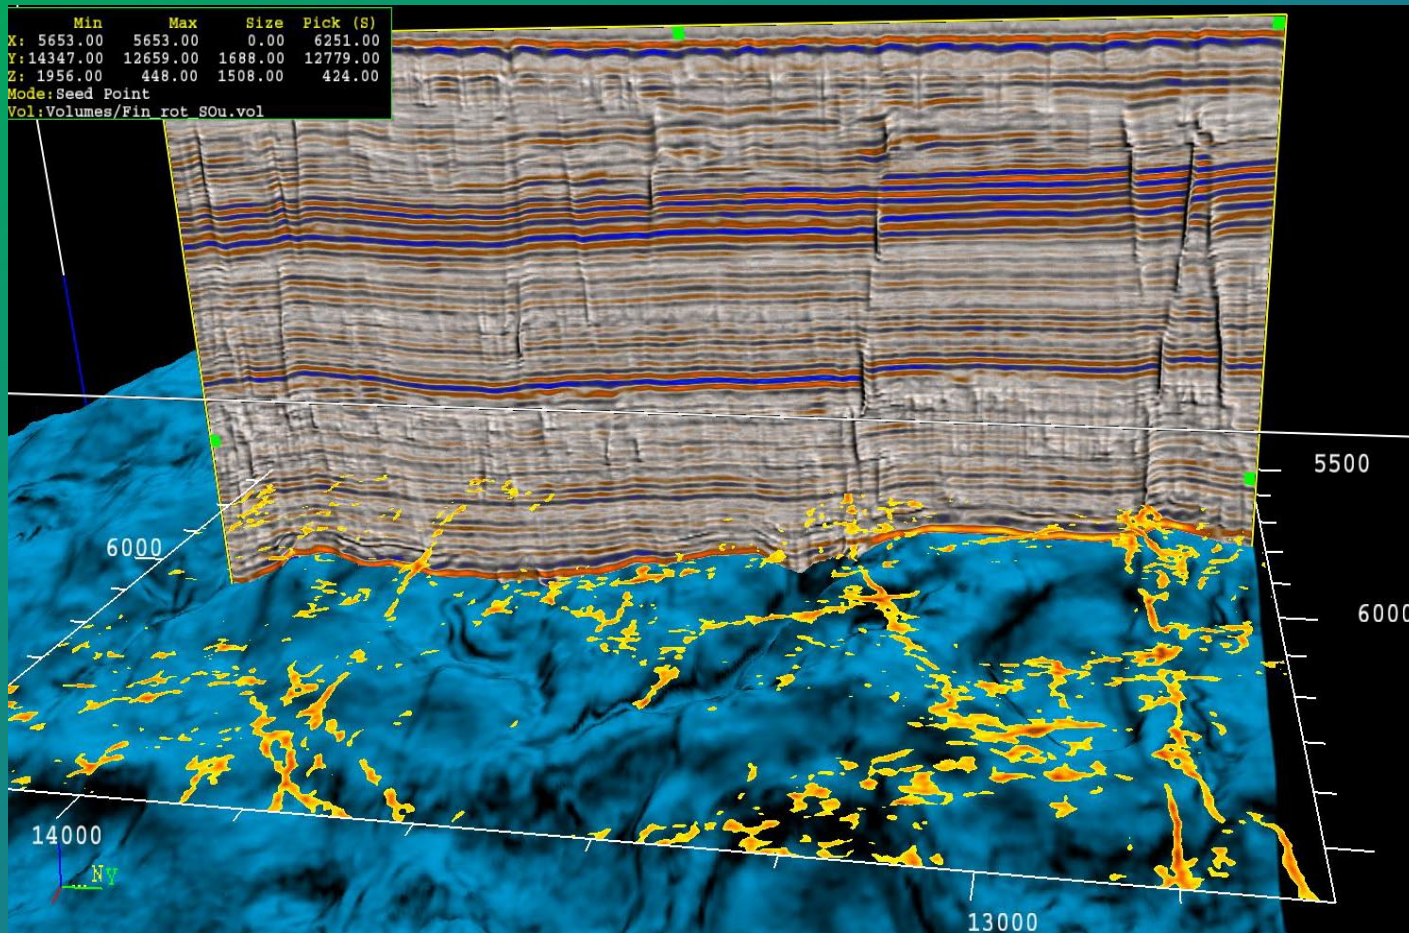 Min Max Size Pick (S)
X: 5653.00 5653.00 0.00 6251.00
Y:14347.00 12659.00 1688.00 12779.00
Z: 1956.00 448.00 1508.00 424.00
Mode:Seed Point
Vol:Volumes/Fin_rot_SOu.vol
5500
6000
6000
14000
Ny
13000